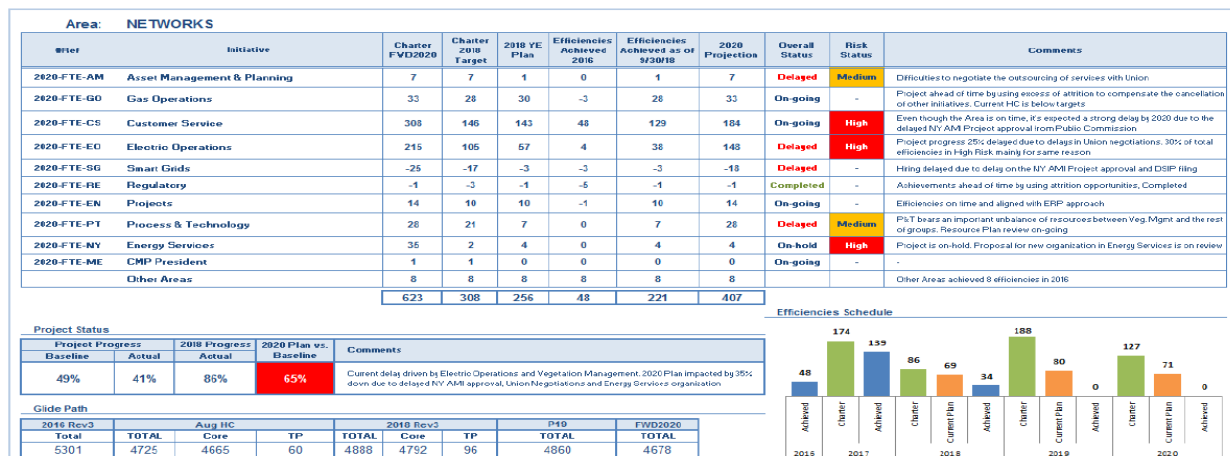 Area: NETWORKS
#Ref Initiative Charter FWD2020 Charter 2018 Target 2018 YE Plan Efficiencies Achieved 2016 Efficiencies Achieved as of 9/30/18 2020 Projection Overall Status Risk Status Comments
2020-FTE-AM Asset Management & Planning 7 7 1 0 1 7 Delayed Medium Difficulties to negotiate the outsourcing of services with Union
2020-FTE-GO Gas Operations 33 28 30 -3 28 33 On-going - Project ahead of time by using excess of attrition to compensate the cancellation
of other initiatives. Current HC is below targets
2020-FTE-CS Customer Service 308 146 143 48 129 184 On-going High Even though the Area is on time, it's expected a strong delay by 2020 due to the
delayed NY AMI Project approval from Public Commission
2020-FTE-EO Electric Operations 215 105 57 4 38 148 Delayed High Project progress 25% delayed due to delays in Union negotiations. 30% of total
efficiencies in High Risk mainly for same reason
2020-FTE-SG Smart Grids -25 -17 -3 -3 -3 -18 Delayed - Hiring delayed due to delay on the NY AMI Project approval and DSIP filing
2020-FTE-RE Regulatory -1 -3 -1 -5 -1 -1 Completed - Achievements ahead of time by using attrition opportunities, Completed
2020-FTE-EN Projects 14 10 10 -1 10 14 On-going - Efficiencies on time and aligned with ERP approach
2020-FTE-PT Process & Technology 28 21 7 0 7 28 Delayed Medium P&T bears an important unbalance of resources between Veg. Mgmt and the rest
of groups. Resource Plan review on-going
2020-FTE-NY Energy Services 35 2 4 0 4 4 On-hold High Project is on-hold. Proposal for new organization in Energy Services is on review
2020-FTE-ME CMP President 1 1 0 0 0 0 On-going - -
Other Areas 8 8 8 8 8 8 Other Areas achieved 8 efficiencies in 2016
623 308 256 48 221 407
Project Status
Project Progress 2018 Progress 2020 Plan vs. Baseline Comments
Baseline Actual Actual
49% 41% 86% 65% Current delay driven by Electric Operations and Vegetation Management. 2020 Plan impacted by 35%
down due to delayed NY AMI approval, Union Negotiations and Energy Services organization
Glide Path
2016 Rev3 Aug HC 2018 Rev3 P19 FWD2020
Total TOTAL Core TP TOTAL Core TP TOTAL TOTAL
5301 4725 4665 60 4888 4792 96 4860 4678
Efficiencies Schedule
48 174 139 86 69 34 188 80 0 127 71 0
Achieved Charter Achieved Charter Current Plan Achieved Charter Current Plan Achieved Charter Current Plan Achieved
2016 2017 2018 2019 2020